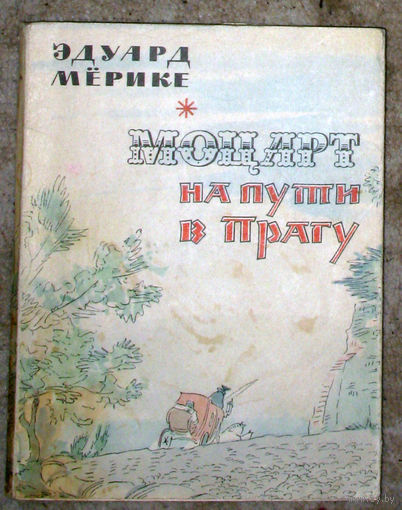 ЭДУАРД
МЁРИКЕ
*
МОЦАРТ
НА ПУТИ
В ПРАГУ